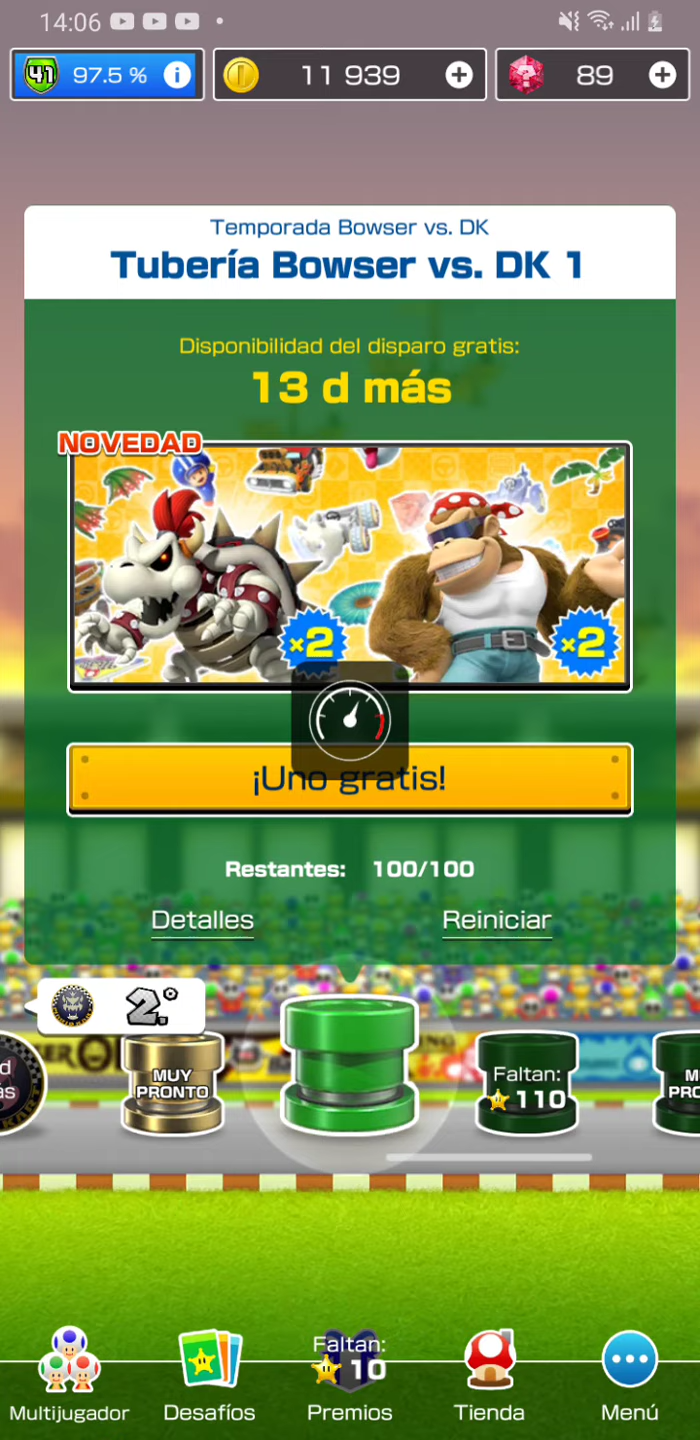 14:06
41 97.5 % i
11 939
89
Temporada Bowser vs. DK
Tubería Bowser vs. DK 1
Disponibilidad del disparo gratis:
13 d más
NOVEDAD
×2
×2
¡Uno gratis!
Restantes: 100/100
Detalles
Reiniciar
2.º
MUY
PRONTO
Faltan:
110
Faltan:
10
Multijugador
Desafíos
Premios
Tienda
Menú